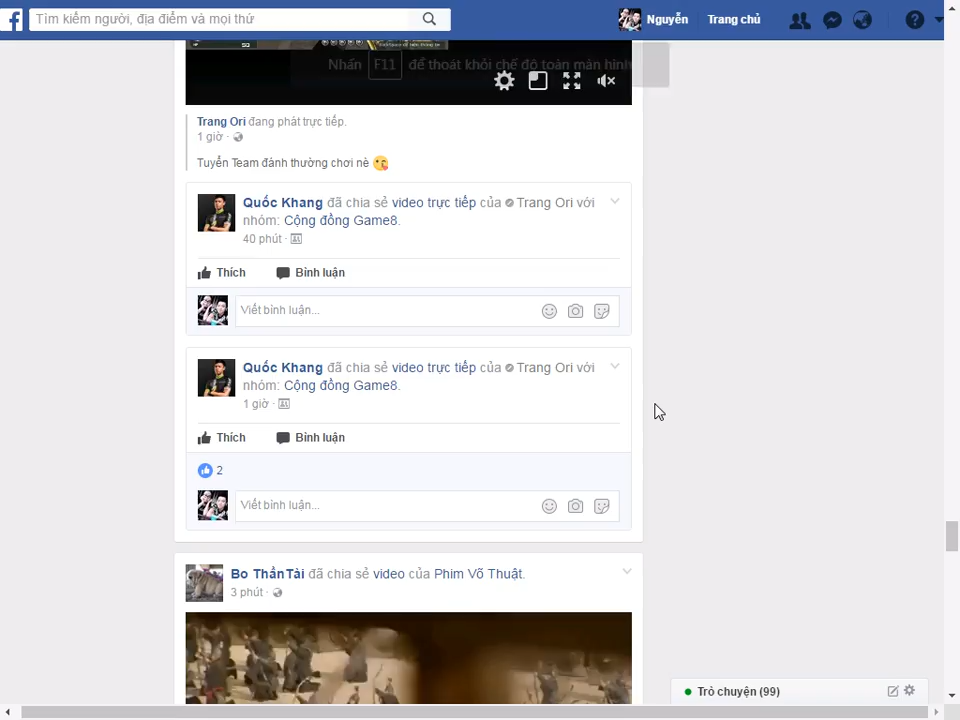 Tìm kiếm người, địa điểm và mọi thứ
Nguyễn
Trang chủ
Nhấn F11 để thoát khỏi chế độ toàn màn hình
Trang Ori đang phát trực tiếp.
1 giờ ·
Tuyển Team đánh thường chơi nè
Quốc Khang đã chia sẻ video trực tiếp của Trang Ori với
nhóm: Cộng đồng Game8.
40 phút ·
Thích Bình luận
Viết bình luận...
Quốc Khang đã chia sẻ video trực tiếp của Trang Ori với
nhóm: Cộng đồng Game8.
1 giờ ·
Thích Bình luận
2
Viết bình luận...
Bo ThầnTài đã chia sẻ video của Phim Võ Thuật.
3 phút ·
Trò chuyện (99)